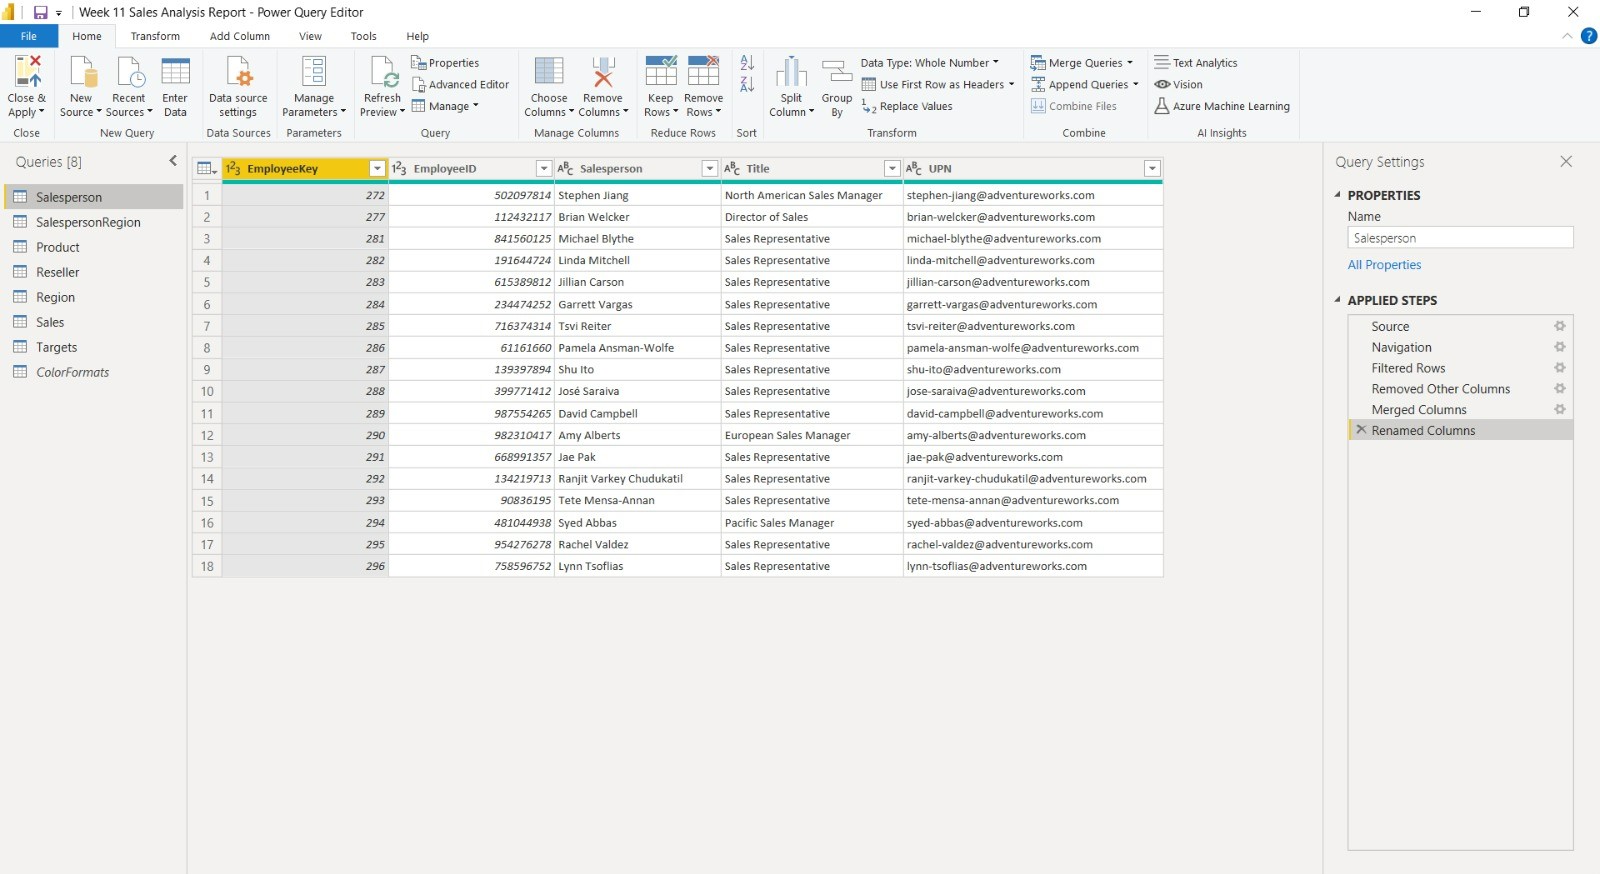 Week 11 Sales Analysis Report - Power Query Editor
File Home Transform Add Column View Tools Help
Close & Apply
Close
New Source
Recent Sources
Enter Data
New Query
Data source settings
Data Sources
Manage Parameters
Parameters
Refresh Preview
Properties
Advanced Editor
Manage
Query
Choose Columns
Remove Columns
Manage Columns
Keep Rows
Remove Rows
Reduce Rows
Sort
Split Column
Group By
Data Type: Whole Number
Use First Row as Headers
Replace Values
Transform
Merge Queries
Append Queries
Combine Files
Combine
Text Analytics
Vision
Azure Machine Learning
AI Insights
Queries [8]
Salesperson
SalespersonRegion
Product
Reseller
Region
Sales
Targets
ColorFormats
EmployeeKey EmployeeID Salesperson Title UPN
1 272 502097814 Stephen Jiang North American Sales Manager stephen-jiang@adventureworks.com
2 277 112432117 Brian Welcker Director of Sales brian-welcker@adventureworks.com
3 281 841560125 Michael Blythe Sales Representative michael-blythe@adventureworks.com
4 282 191644724 Linda Mitchell Sales Representative linda-mitchell@adventureworks.com
5 283 615389812 Jillian Carson Sales Representative jillian-carson@adventureworks.com
6 284 234474252 Garrett Vargas Sales Representative garrett-vargas@adventureworks.com
7 285 716374314 Tsvi Reiter Sales Representative tsvi-reiter@adventureworks.com
8 286 61161660 Pamela Ansman-Wolfe Sales Representative pamela-ansman-wolfe@adventureworks.com
9 287 139397894 Shu Ito Sales Representative shu-ito@adventureworks.com
10 288 399771412 José Saraiva Sales Representative jose-saraiva@adventureworks.com
11 289 987554265 David Campbell Sales Representative david-campbell@adventureworks.com
12 290 982310417 Amy Alberts European Sales Manager amy-alberts@adventureworks.com
13 291 668991357 Jae Pak Sales Representative jae-pak@adventureworks.com
14 292 134219713 Ranjit Varkey Chudukatil Sales Representative ranjit-varkey-chudukatil@adventureworks.com
15 293 90836195 Tete Mensa-Annan Sales Representative tete-mensa-annan@adventureworks.com
16 294 481044938 Syed Abbas Pacific Sales Manager syed-abbas@adventureworks.com
17 295 954276278 Rachel Valdez Sales Representative rachel-valdez@adventureworks.com
18 296 758596752 Lynn Tsoflias Sales Representative lynn-tsoflias@adventureworks.com
Query Settings
PROPERTIES
Name
Salesperson
All Properties
APPLIED STEPS
Source
Navigation
Filtered Rows
Removed Other Columns
Merged Columns
Renamed Columns